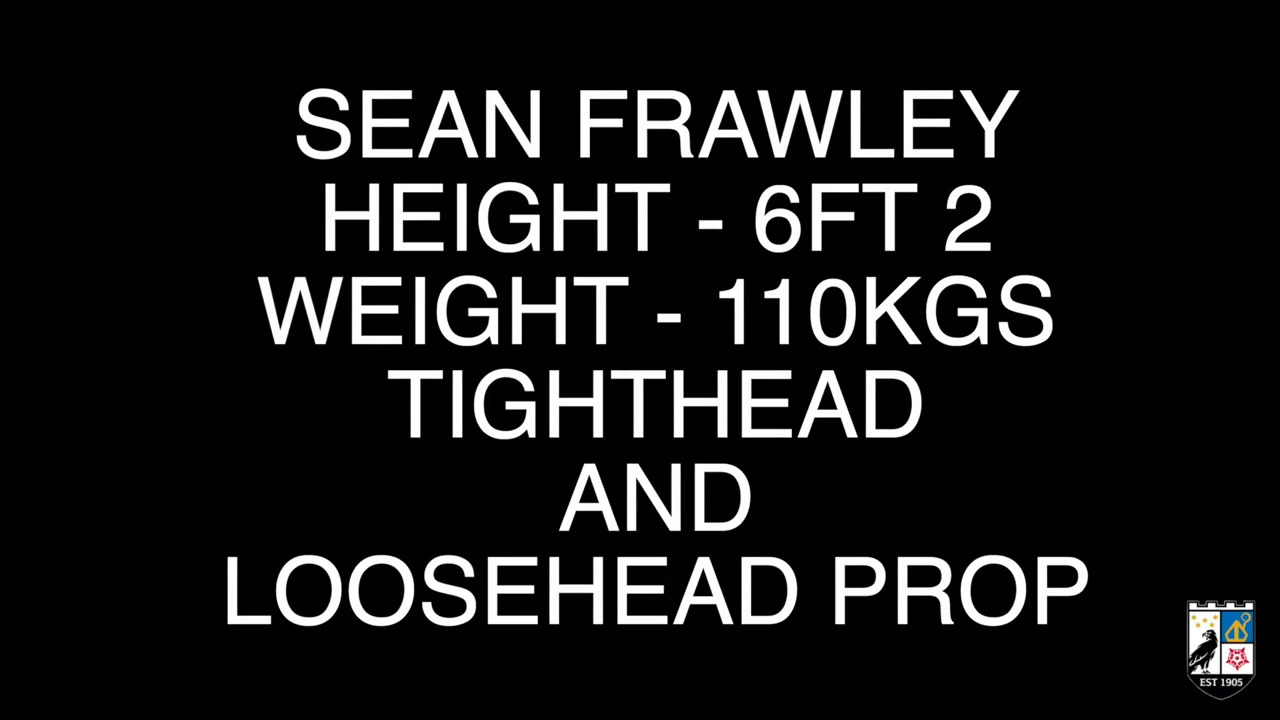 SEAN FRAWLEY
HEIGHT - 6FT 2
WEIGHT - 110KGS
TIGHTHEAD
AND
LOOSEHEAD PROP
EST 1905